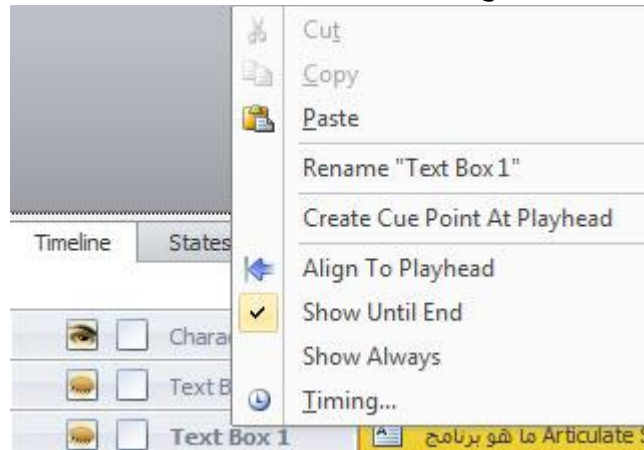 Cut
Copy
Paste
Rename "Text Box 1"
Create Cue Point At Playhead
Timeline States
Align To Playhead
Show Until End
Show Always
Timing...
Text Box 1
ما هو برنامج Articulate